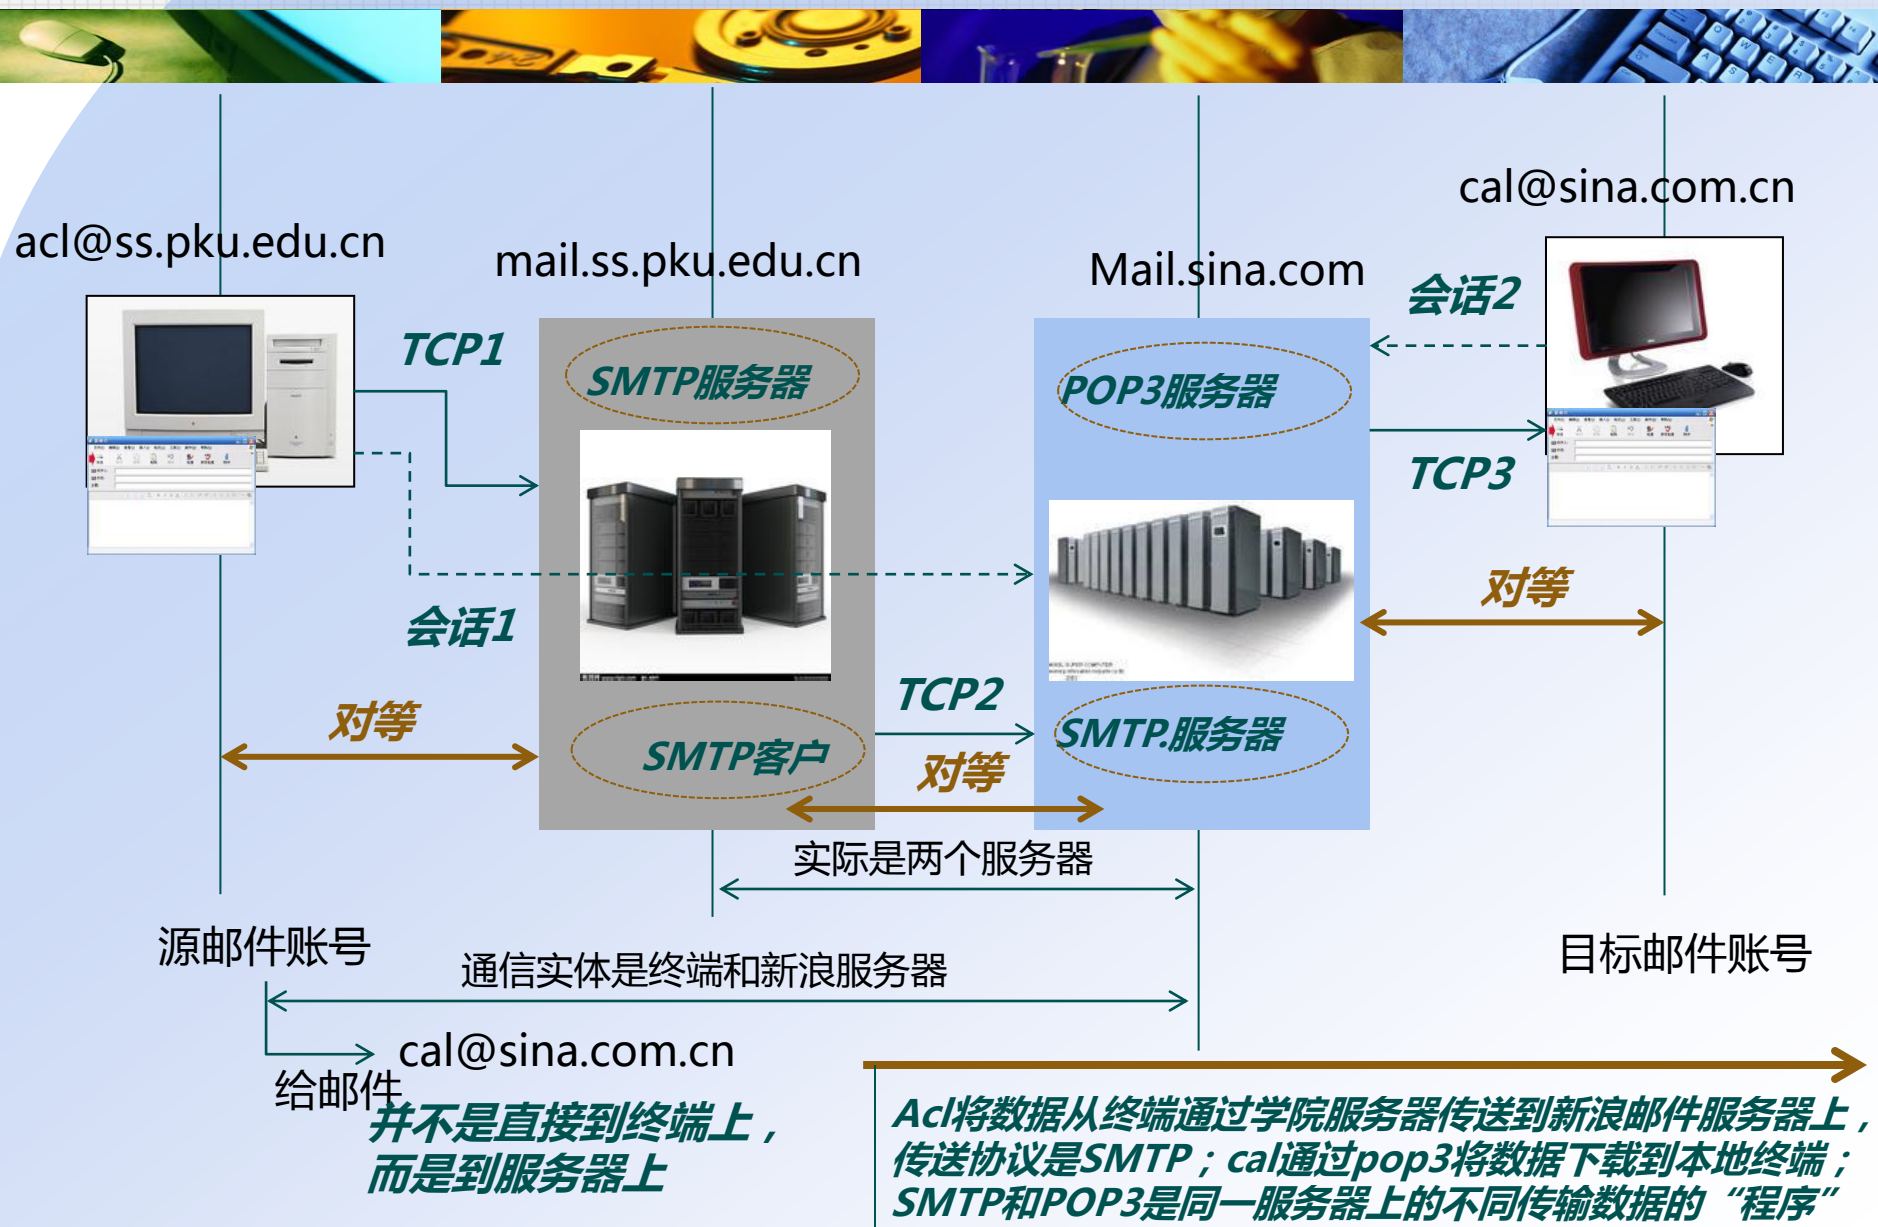 cal@sina.com.cn
acl@ss.pku.edu.cn
mail.ss.pku.edu.cn
Mail.sina.com
会话2
TCP1
SMTP服务器
POP3服务器
TCP3
会话1
对等
TCP2
对等
SMTP客户
SMTP.服务器
对等
实际是两个服务器
源邮件账号
目标邮件账号
通信实体是终端和新浪服务器
cal@sina.com.cn
给邮件
并不是直接到终端上，
而是到服务器上
Acl将数据从终端通过学院服务器传送到新浪邮件服务器上，
传送协议是SMTP；cal通过pop3将数据下载到本地终端；
SMTP和POP3是同一服务器上的不同传输数据的“程序”